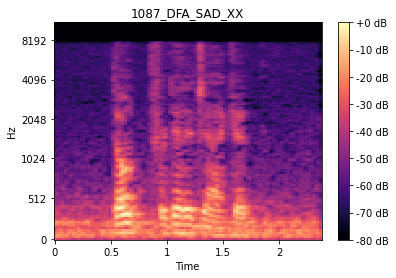 1087_DFA_SAD_XX
8192
4096
2048
1024
512
0
Hz
0 0.5 1 1.5 2
Time
+0 dB
-10 dB
-20 dB
-30 dB
-40 dB
-50 dB
-60 dB
-70 dB
-80 dB